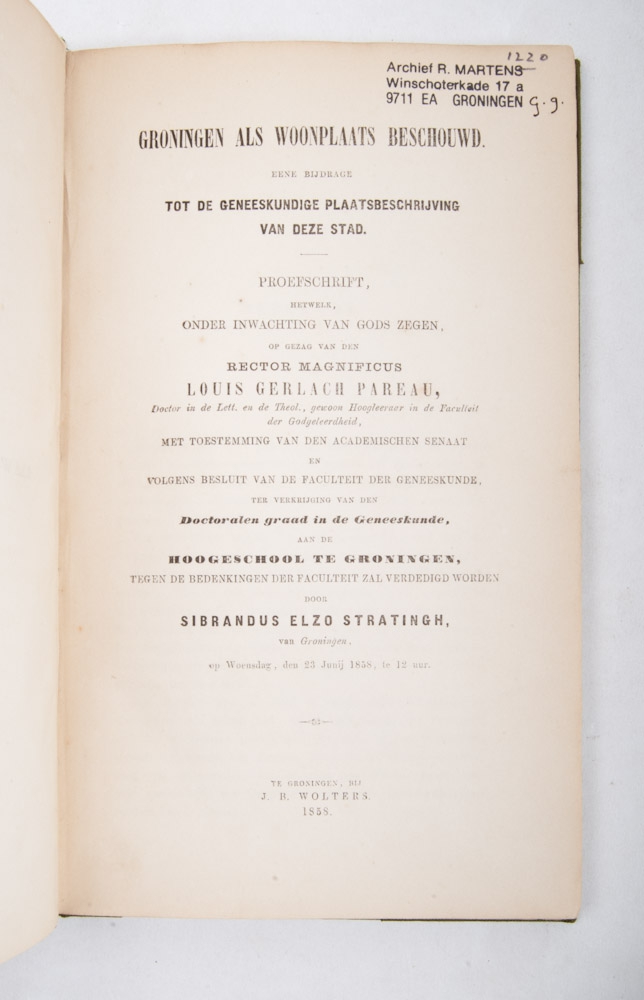 1220
Archief R. MARTENS
Winschoterkade 17 a
9711 EA GRONINGEN G.g.
GRONINGEN ALS WOONPLAATS BESCHOUWD.
EENE BIJDRAGE
TOT DE GENEESKUNDIGE PLAATSBESCHRIJVING
VAN DEZE STAD.
PROEFSCHRIFT,
HETWELK,
ONDER INWACHTING VAN GODS ZEGEN,
OP GEZAG VAN DEN
RECTOR MAGNIFICUS
LOUIS GERLACH PAREAU,
Doctor in de Lett. en de Theol., gewoon Hoogleeraar in de Faculteit
der Godgeleerdheid,
MET TOESTEMMING VAN DEN ACADEMISCHEN SENAAT
EN
VOLGENS BESLUIT VAN DE FACULTEIT DER GENEESKUNDE,
TER VERKRIJGING VAN DEN
Doctoralen graad in de Geneeskunde,
AAN DE
HOOGESCHOOL TE GRONINGEN,
TEGEN DE BEDENKINGEN DER FACULTEIT ZAL VERDEDIGD WORDEN
DOOR
SIBRANDUS ELZO STRATINGH,
van Groningen,
op Woensdag, den 23 Junij 1858, te 12 uur.
TE GRONINGEN, BIJ
J. B. WOLTERS.
1858.